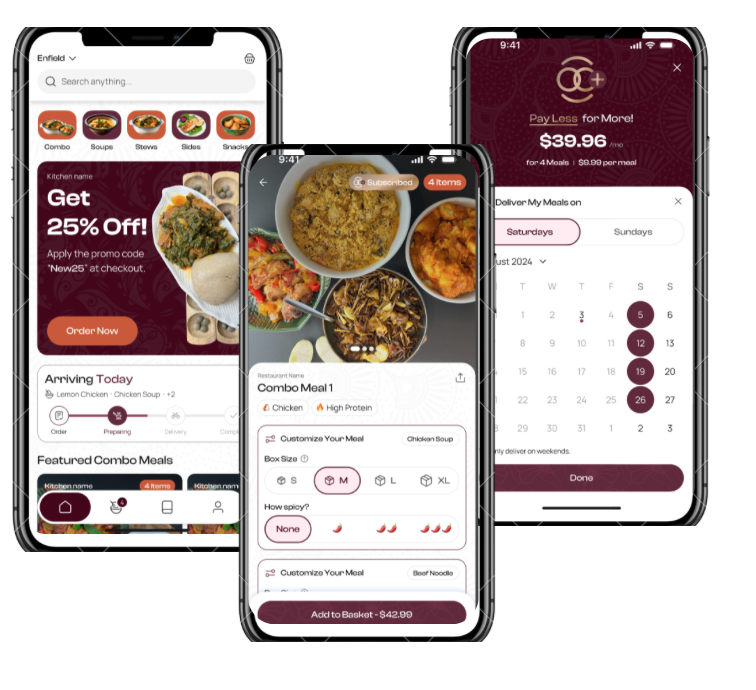 Enfield
Search anything...
Combo
Soups
Stews
Sides
Snacks
Kitchen name
Get
25% Off!
Apply the promo code
"New25" at checkout.
Order Now
Arriving Today
Lemon Chicken · Chicken Soup · +2
Order
Preparing
Delivery
Featured Combo Meals
Kitchen name
4 Items
Kitchen name
4
9:41
Subscribed
4 Items
Restaurant Name
Combo Meal 1
Chicken
High Protein
Customize Your Meal
Chicken Soup
Box Size
S
M
L
XL
How spicy?
None
Customize Your Meal
Beef Noodle
Add to Basket - $42.99
9:41
Pay Less for More!
$39.96 /mo
for 4 Meals | $9.99 per meal
Deliver My Meals on
Saturdays
Sundays
2024
T W T F S S
1 2 3 4 5 6
8 9 10 11 12 13
15 16 17 18 19 20
22 23 24 25 26 27
29 30 31 1 2 3
deliver on weekends.
Done